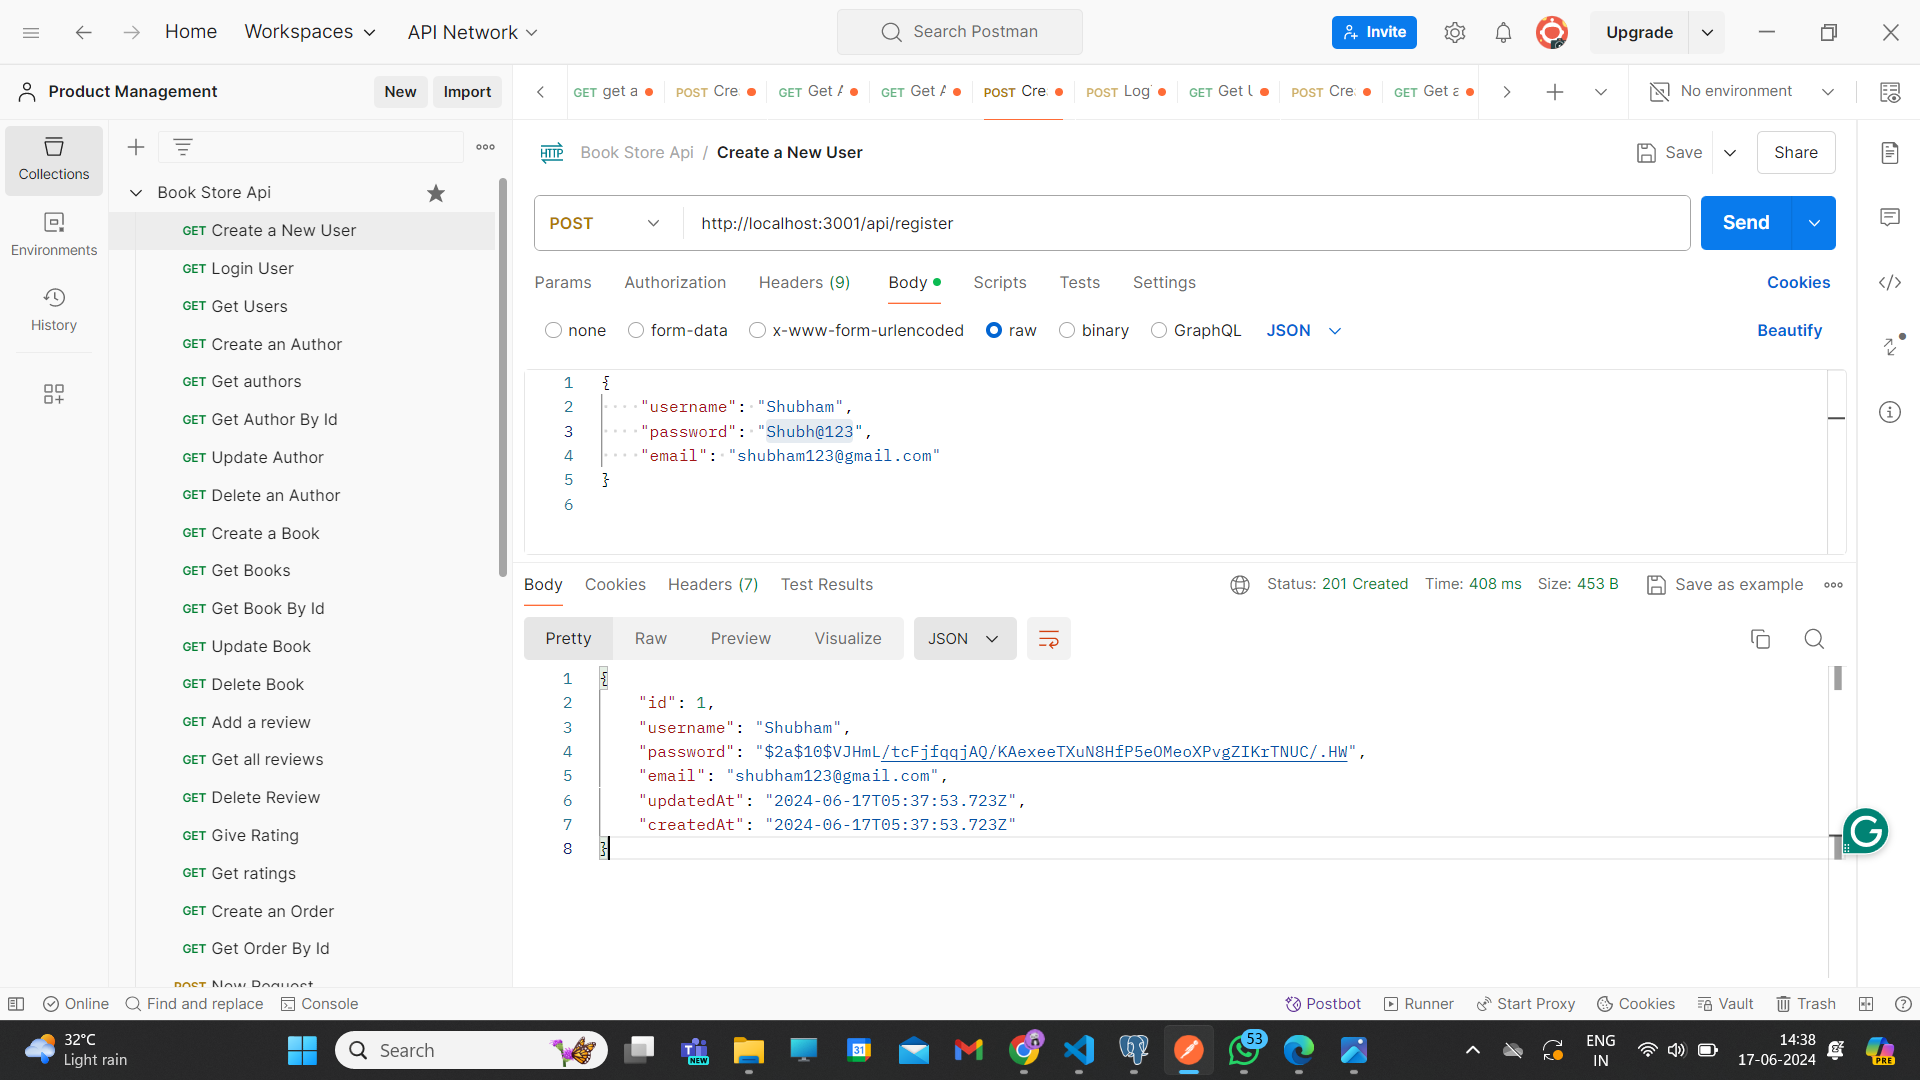 Home Workspaces API Network Search Postman Invite Upgrade
Product Management New Import
GET get a POST Cre GET Get A GET Get A POST Cre POST Log GET Get U POST Cre GET Get a No environment
Collections
Environments
History
Book Store Api
GET Create a New User
GET Login User
GET Get Users
GET Create an Author
GET Get authors
GET Get Author By Id
GET Update Author
GET Delete an Author
GET Create a Book
GET Get Books
GET Get Book By Id
GET Update Book
GET Delete Book
GET Add a review
GET Get all reviews
GET Delete Review
GET Give Rating
GET Get ratings
GET Create an Order
GET Get Order By Id
POST New Request
HTTP Book Store Api / Create a New User Save Share
POST http://localhost:3001/api/register Send
Params Authorization Headers (9) Body Scripts Tests Settings Cookies
none form-data x-www-form-urlencoded raw binary GraphQL JSON Beautify
1 {
2 "username": "Shubham",
3 "password": "Shubh@123",
4 "email": "shubham123@gmail.com"
5 }
6
Body Cookies Headers (7) Test Results Status: 201 Created Time: 408 ms Size: 453 B Save as example
Pretty Raw Preview Visualize JSON
1 {
2 "id": 1,
3 "username": "Shubham",
4 "password": "$2a$10$VJHmL/tcFjfqqjAQ/KAexeeTXuN8HfP5eOMeoXPvgZIKrTNUC/.HW",
5 "email": "shubham123@gmail.com",
6 "updatedAt": "2024-06-17T05:37:53.723Z",
7 "createdAt": "2024-06-17T05:37:53.723Z"
8 }
Online Find and replace Console Postbot Runner Start Proxy Cookies Vault Trash
32°C
Light rain
Search
NEW
31
53
ENG
IN
14:38
17-06-2024
PRE